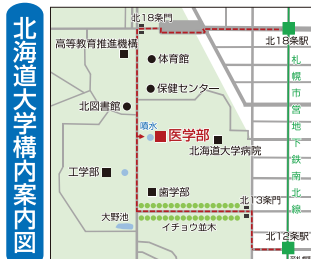 北海道大学構内案内図
北18条門
高等教育推進機構
北18条駅
体育館
保健センター
北図書館
噴水
医学部
北海道大学病院
工学部
歯学部
大野池
イチョウ並木
北13条門
北12条駅
札幌市営地下鉄南北線